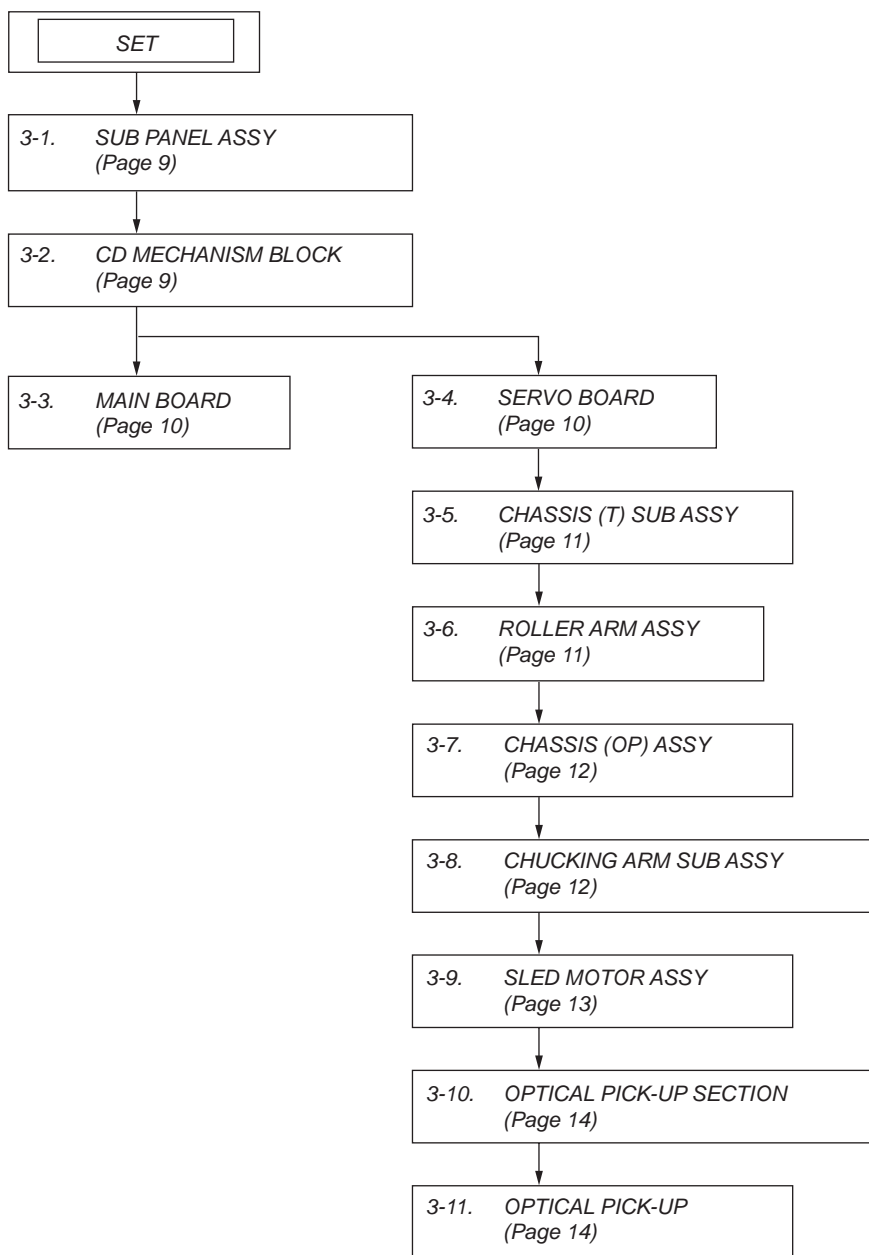 SET
3-1. SUB PANEL ASSY
(Page 9)
3-2. CD MECHANISM BLOCK
(Page 9)
3-3. MAIN BOARD
(Page 10)
3-4. SERVO BOARD
(Page 10)
3-5. CHASSIS (T) SUB ASSY
(Page 11)
3-6. ROLLER ARM ASSY
(Page 11)
3-7. CHASSIS (OP) ASSY
(Page 12)
3-8. CHUCKING ARM SUB ASSY
(Page 12)
3-9. SLED MOTOR ASSY
(Page 13)
3-10. OPTICAL PICK-UP SECTION
(Page 14)
3-11. OPTICAL PICK-UP
(Page 14)